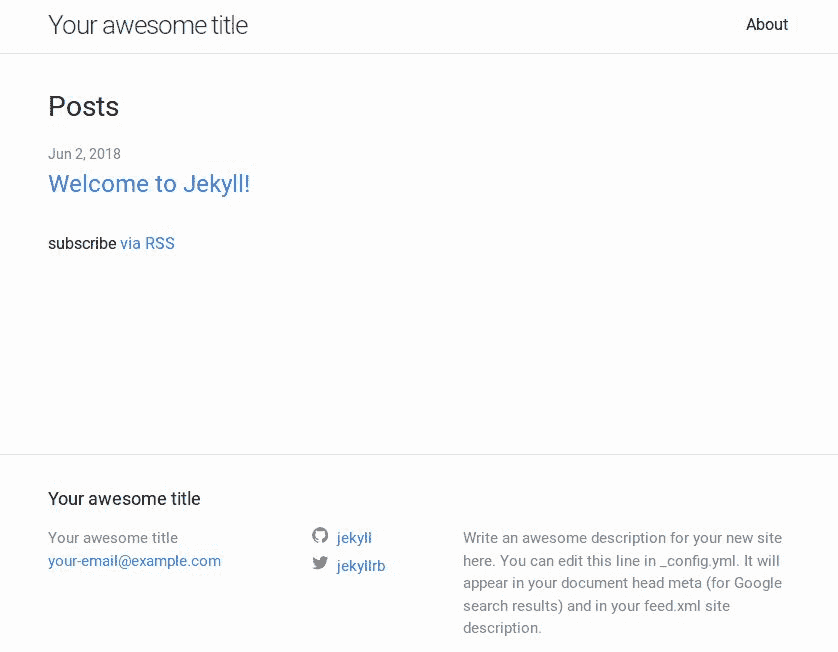 Your awesome title
About
Posts
Jun 2, 2018
Welcome to Jekyll!
subscribe via RSS
Your awesome title
Your awesome title
your-email@example.com
jekyll
jekyllrb
Write an awesome description for your new site
here. You can edit this line in _config.yml. It will
appear in your document head meta (for Google
search results) and in your feed.xml site
description.